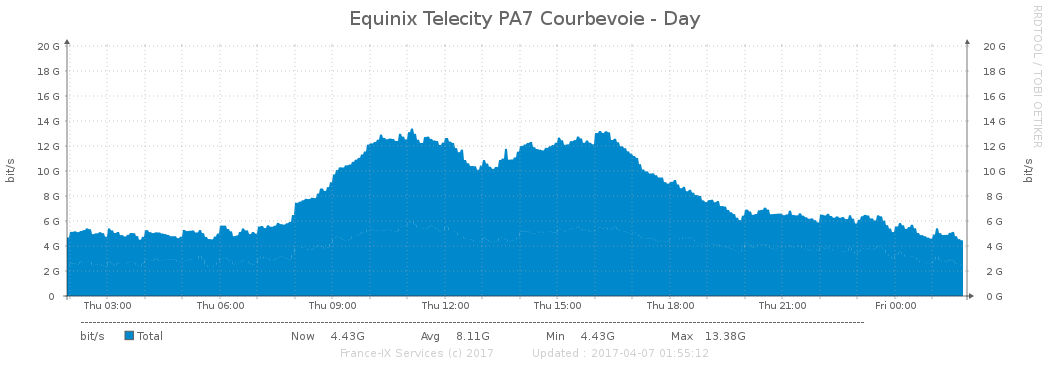 Equinix Telecity PA7 Courbevoie - Day
RRDTOOL / TOBI OETIKER
bit/s
bit/s
20 G 20 G
18 G 18 G
16 G 16 G
14 G 14 G
12 G 12 G
10 G 10 G
8 G 8 G
6 G 6 G
4 G 4 G
2 G 2 G
0 0 G
Thu 03:00 Thu 06:00 Thu 09:00 Thu 12:00 Thu 15:00 Thu 18:00 Thu 21:00 Fri 00:00
bit/s Total Now 4.43G Avg 8.11G Min 4.43G Max 13.38G
France-IX Services (c) 2017 Updated : 2017-04-07 01:55:12